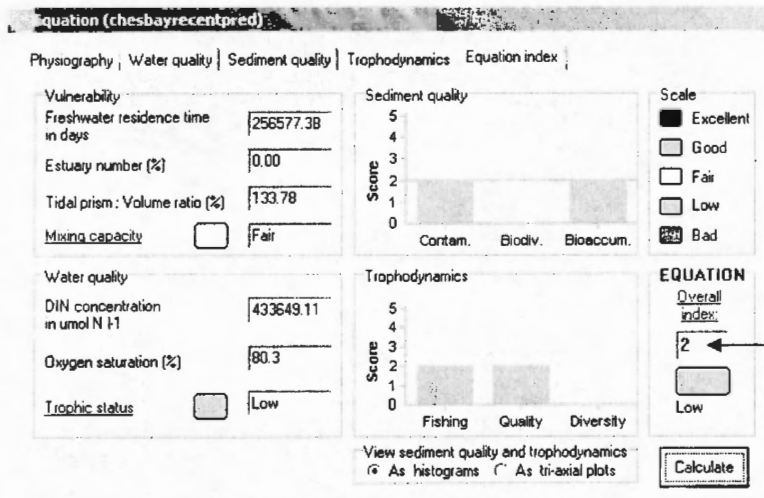 Equation (chesbayrecentpred)
Physiography Water quality Sediment quality Trophodynamics Equation index
Vulnerability
Freshwater residence time
in days
256577.38
Estuary number (%)
0.00
Tidal prism : Volume ratio (%)
133.78
Mixing capacity
Fair
Sediment quality
Score
5
4
3
2
1
0
Contam. Biodiv. Bioaccum.
Scale
Excellent
Good
Fair
Low
Bad
Water quality
DIN concentration
in umol N l-1
433649.11
Oxygen saturation (%)
80.3
Trophic status
Low
Trophodynamics
Score
5
4
3
2
1
0
Fishing Quality Diversity
View sediment quality and trophodynamics
As histograms As tri-axial plots
EQUATION
Overall
index:
2
Low
Calculate